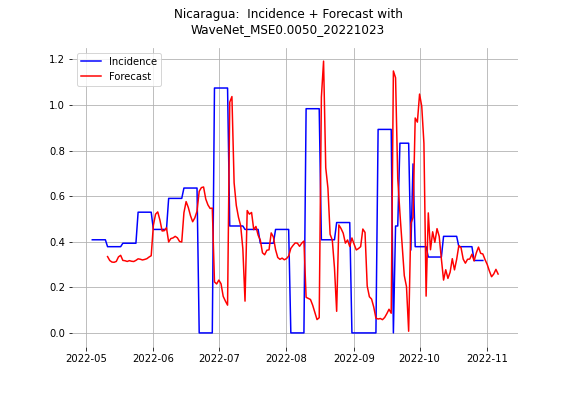 Nicaragua:  Incidence + Forecast with
WaveNet_MSE0.0050_20221023
Incidence
Forecast
1.2
1.0
0.8
0.6
0.4
0.2
0.0
2022-05 2022-06 2022-07 2022-08 2022-09 2022-10 2022-11